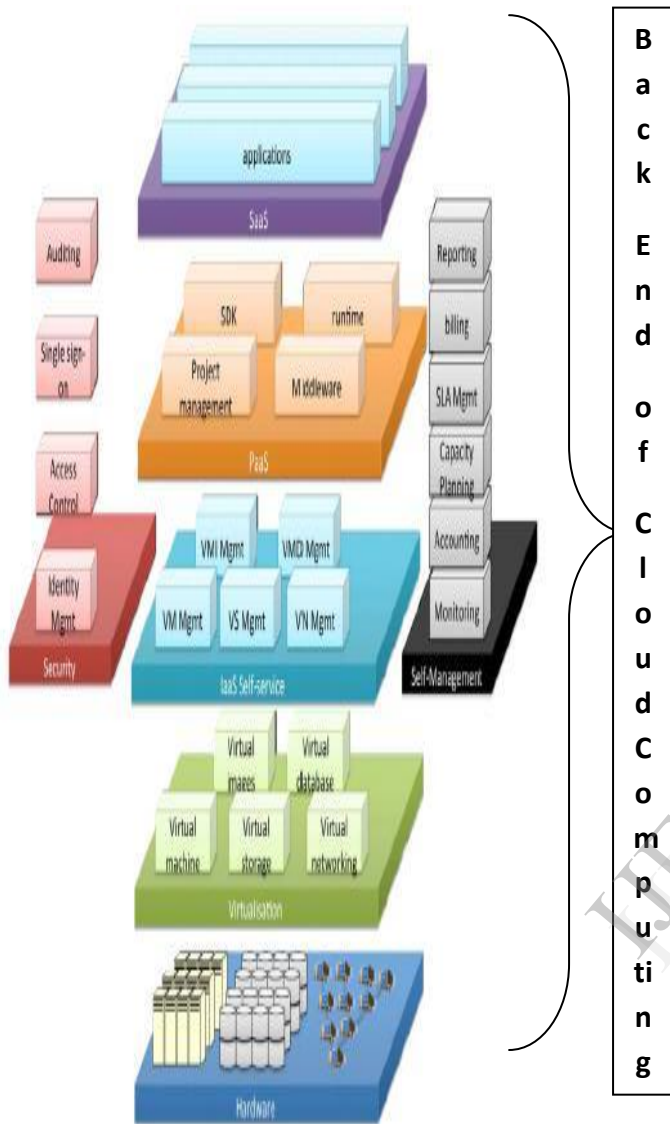 applications
SaaS
SDK
runtime
Project
management
Middleware
PaaS
Auditing
Single sign-
on
Access
Control
Identity
Mgmt
Security
VMI Mgmt
VMD Mgmt
VM Mgmt
VS Mgmt
VN Mgmt
IaaS Self-service
Reporting
billing
SLA Mgmt
Capacity
Planning
Accounting
Monitoring
Self-Management
Virtual
images
Virtual
database
Virtual
machine
Virtual
storage
Virtual
networking
Virtualisation
Hardware
B
a
c
k
E
n
d
o
f
C
l
o
u
d
C
o
m
p
u
ti
n
g